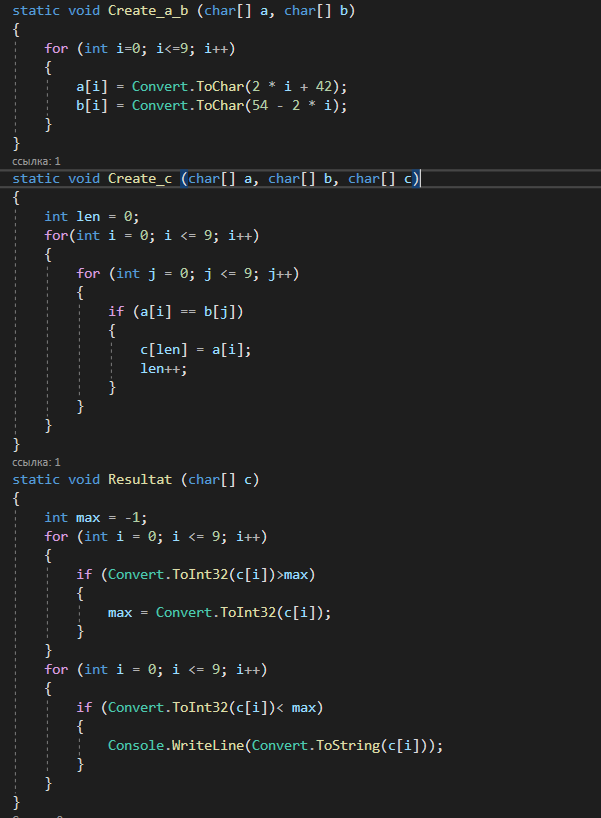 static void Create_a_b (char[] a, char[] b)
{
for (int i=0; i<=9; i++)
{
a[i] = Convert.ToChar(2 * i + 42);
b[i] = Convert.ToChar(54 - 2 * i);
}
}
ссылка: 1
static void Create_c (char[] a, char[] b, char[] c)
{
int len = 0;
for(int i = 0; i <= 9; i++)
{
for (int j = 0; j <= 9; j++)
{
if (a[i] == b[j])
{
c[len] = a[i];
len++;
}
}
}
}
ссылка: 1
static void Resultat (char[] c)
{
int max = -1;
for (int i = 0; i <= 9; i++)
{
if (Convert.ToInt32(c[i])>max)
{
max = Convert.ToInt32(c[i]);
}
}
for (int i = 0; i <= 9; i++)
{
if (Convert.ToInt32(c[i])< max)
{
Console.WriteLine(Convert.ToString(c[i]));
}
}
}